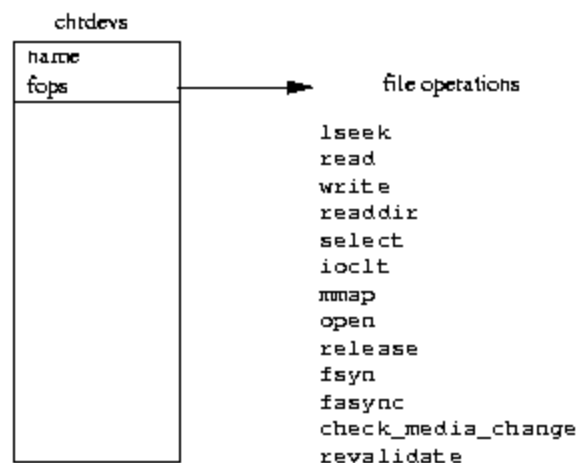 chrdevs
name
fops
file operations
lseek
read
write
readdir
select
ioclt
mmap
open
release
fsyn
fasync
check_media_change
revalidate